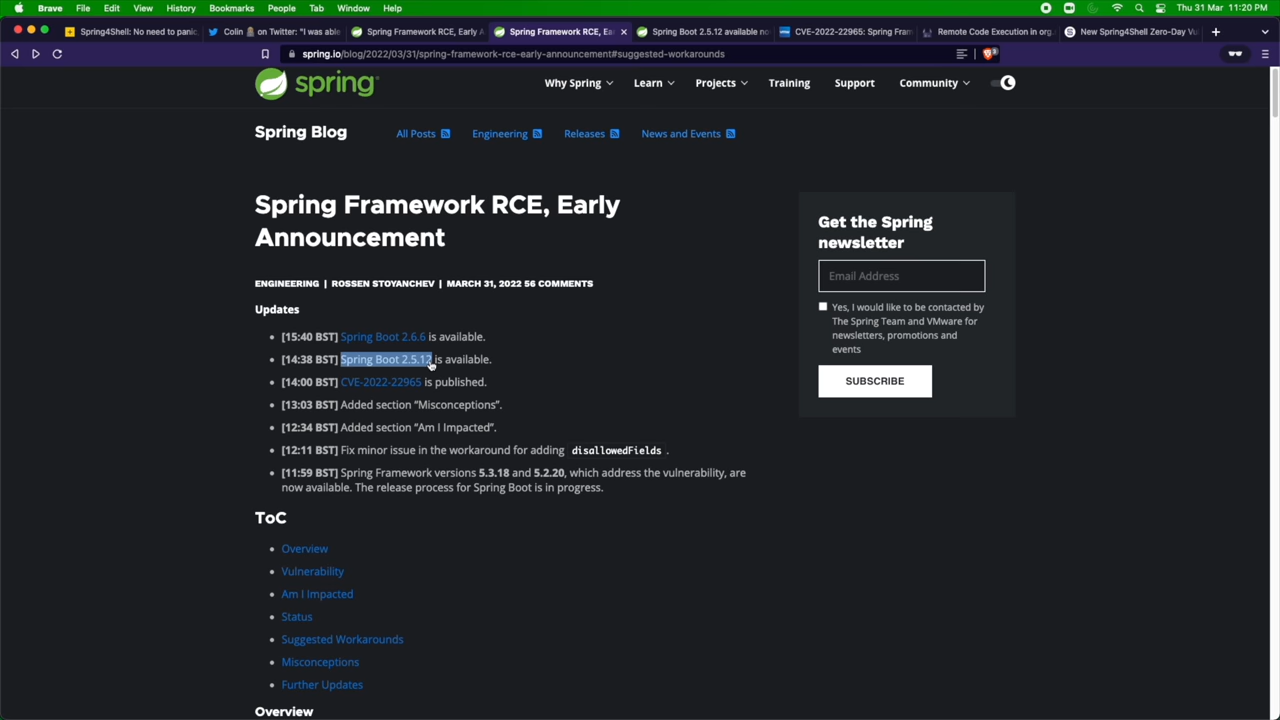 Brave File Edit View History Bookmarks People Tab Window Help Thu 31 Mar 11:20 PM
Spring4Shell: No need to panic, Colin on Twitter: "I was able Spring Framework RCE, Early A Spring Framework RCE, Ea Spring Boot 2.5.12 available no CVE-2022-22965: Spring Fram Remote Code Execution in org. New Spring4Shell Zero-Day Vu
spring.io/blog/2022/03/31/spring-framework-rce-early-announcement#suggested-workarounds
spring Why Spring Learn Projects Training Support Community
Spring Blog All Posts Engineering Releases News and Events
Spring Framework RCE, Early
Announcement
ENGINEERING | ROSSEN STOYANCHEV | MARCH 31, 2022 56 COMMENTS
Updates
• [15:40 BST] Spring Boot 2.6.6 is available.
• [14:38 BST] Spring Boot 2.5.12 is available.
• [14:00 BST] CVE-2022-22965 is published.
• [13:03 BST] Added section “Misconceptions”.
• [12:34 BST] Added section “Am I Impacted”.
• [12:11 BST] Fix minor issue in the workaround for adding disallowedFields .
• [11:59 BST] Spring Framework versions 5.3.18 and 5.2.20, which address the vulnerability, are
now available. The release process for Spring Boot is in progress.
ToC
• Overview
• Vulnerability
• Am I Impacted
• Status
• Suggested Workarounds
• Misconceptions
• Further Updates
Overview
Get the Spring
newsletter
Email Address
Yes, I would like to be contacted by
The Spring Team and VMware for
newsletters, promotions and
events
SUBSCRIBE